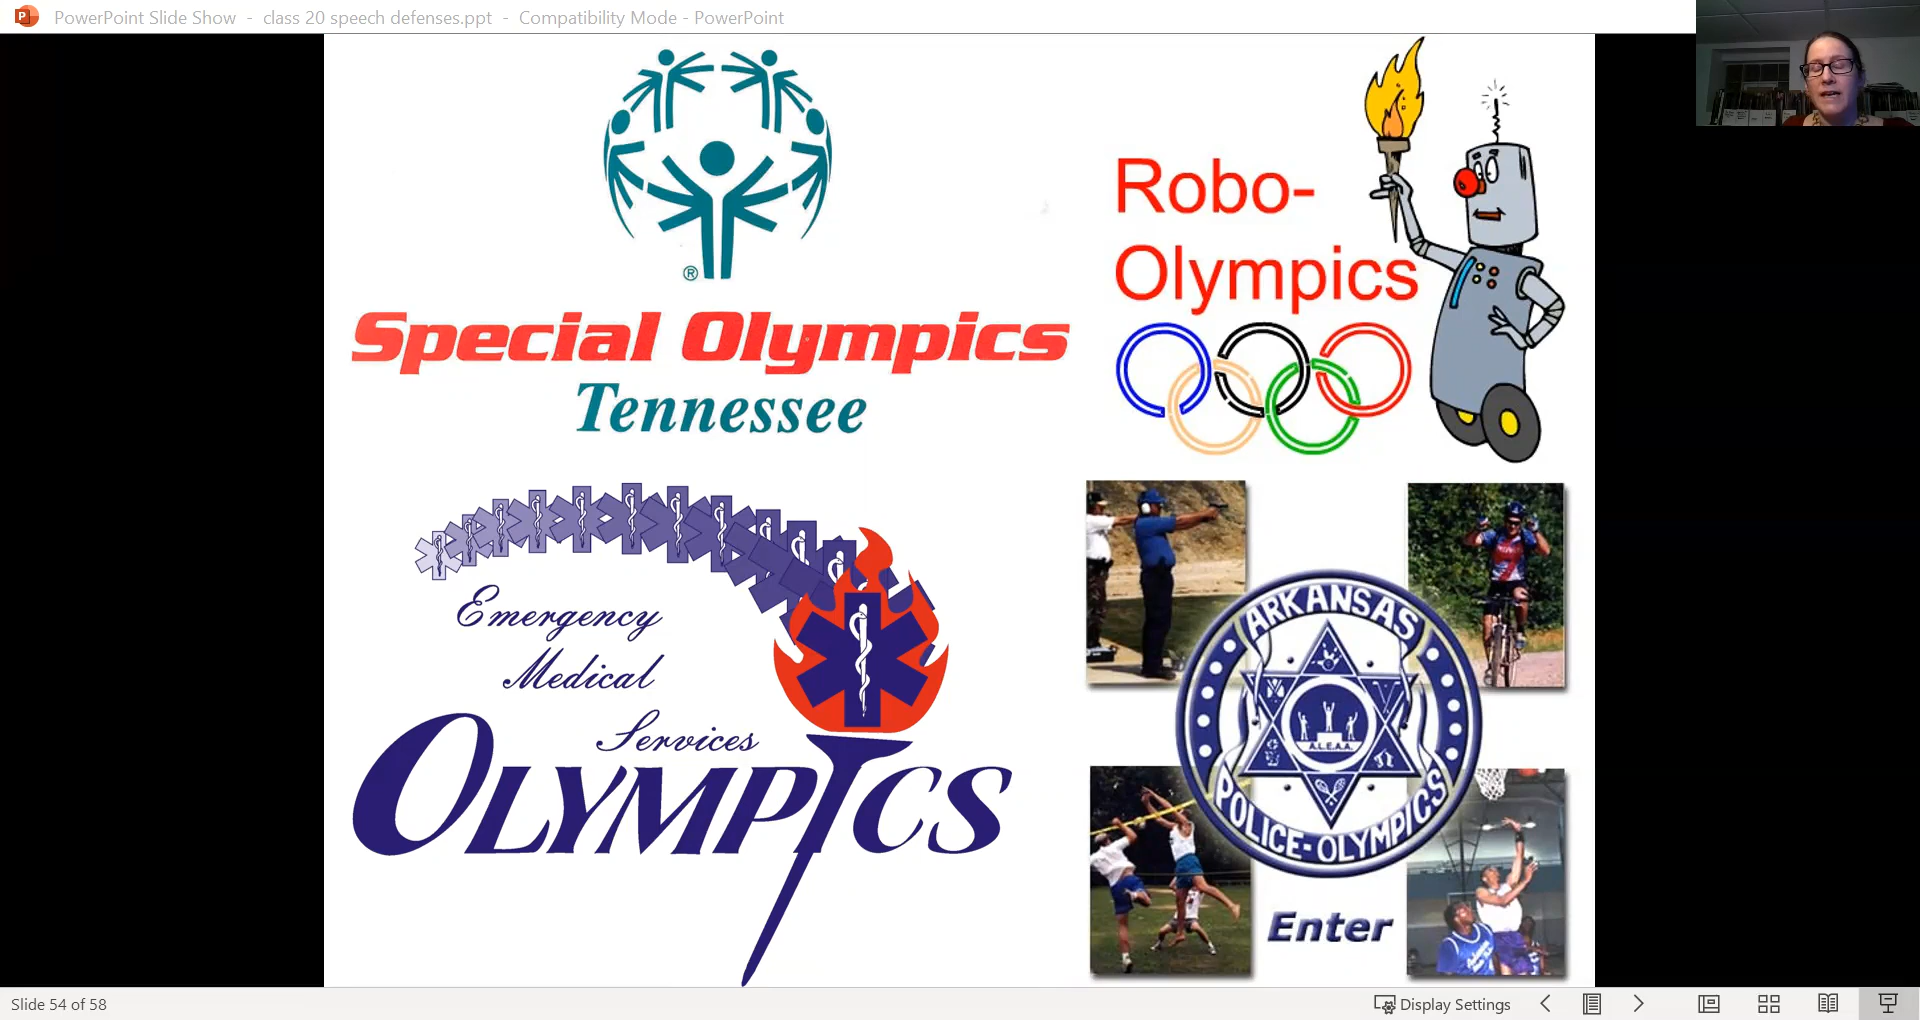 PowerPoint Slide Show - class 20 speech defenses.ppt - Compatibility Mode - PowerPoint
®
Special Olympics
Tennessee
Robo-
Olympics
Emergency
Medical
Services
OLYMPICS
ARKANSAS
A.L.E.A.A.
POLICE-OLYMPICS
Enter
Slide 54 of 58
Display Settings